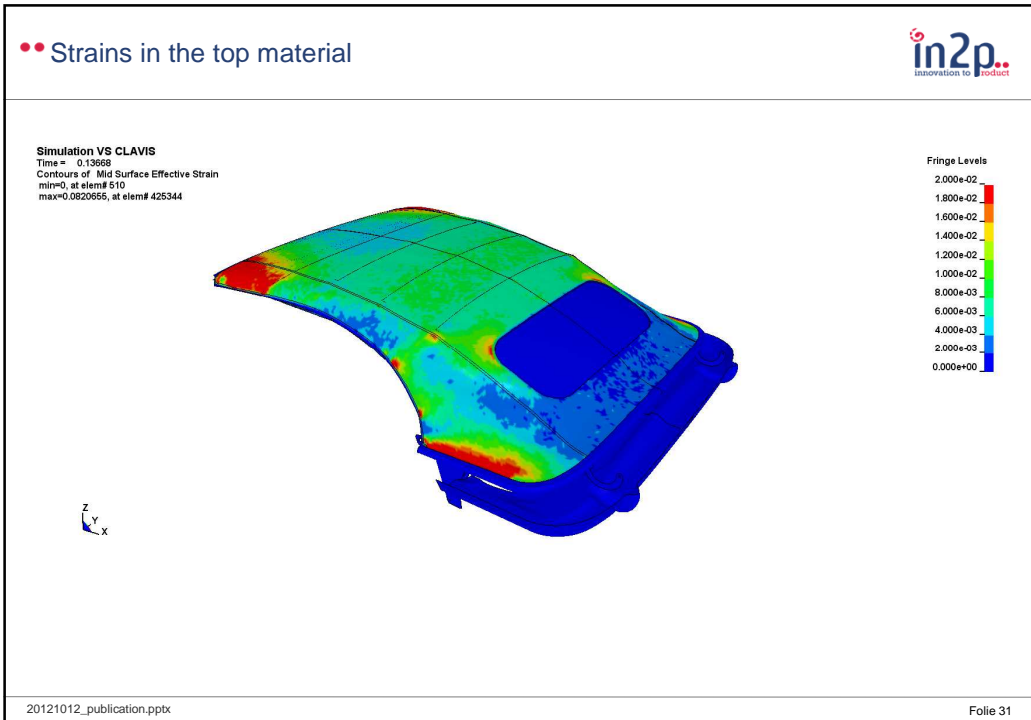 Strains in the top material
in2p..
innovation to product
Simulation VS CLAVIS
Time = 0.13668
Contours of Mid Surface Effective Strain
min=0, at elem# 510
max=0.0820655, at elem# 425344
Fringe Levels
2.000e-02
1.800e-02
1.600e-02
1.400e-02
1.200e-02
1.000e-02
8.000e-03
6.000e-03
4.000e-03
2.000e-03
0.000e+00
Z
Y
X
20121012_publication.pptx
Folie 31